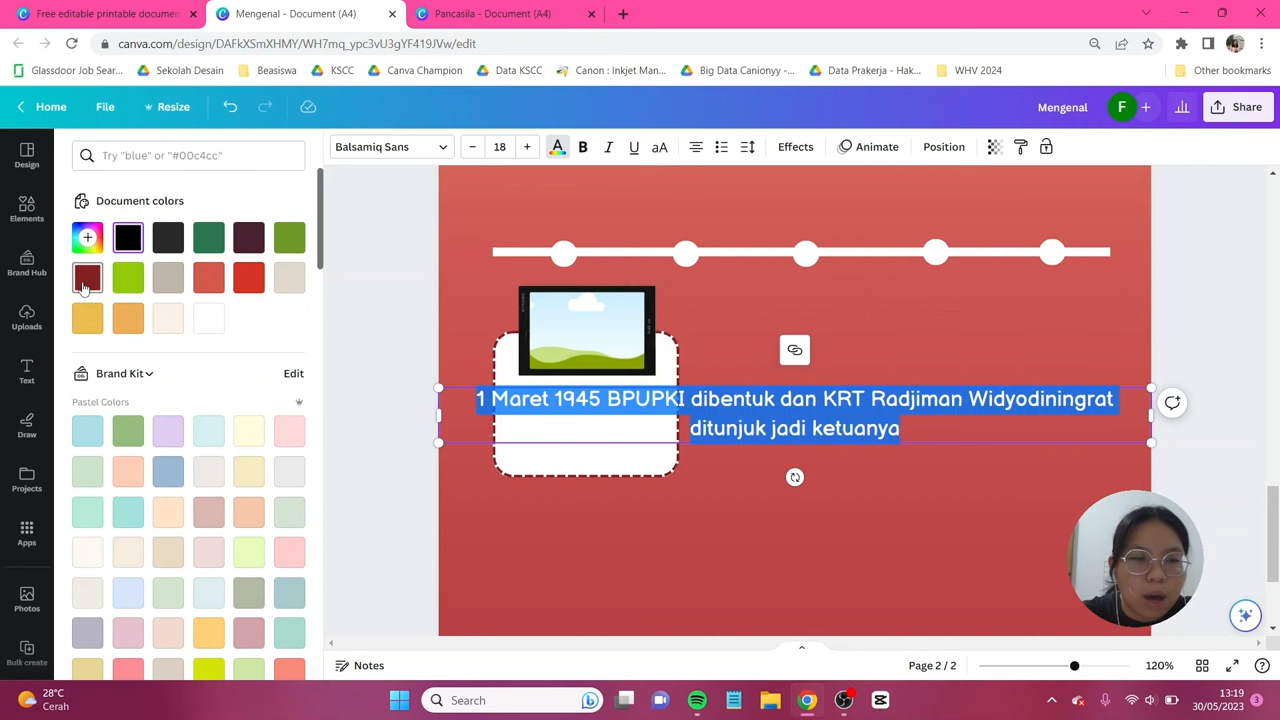 Free editable printable documen
Mengenal - Document (A4)
Pancasila - Document (A4)
canva.com/design/DAFkXSmXHMY/WH7mq_ypc3vU3gYF419JVw/edit
Glassdoor Job Sear...
Sekolah Desain
Beasiswa
KSCC
Canva Champion
Data KSCC
Canon : Inkjet Man...
Big Data Canionyy -...
Data Prakerja - Hak...
WHV 2024
Other bookmarks
Home
File
Resize
Mengenal
F
Share
Design
Elements
Brand Hub
Uploads
Text
Draw
Projects
Apps
Photos
Bulk create
Try "blue" or "#00c4cc"
Document colors
Brand Kit
Edit
Pastel Colors
Balsamiq Sans
18
A
B
I
U
aA
Effects
Animate
Position
1 Maret 1945 BPUPKI dibentuk dan KRT Radjiman Widyodiningrat
ditunjuk jadi ketuanya
Notes
Page 2 / 2
120%
28°C
Cerah
Search
13:19
30/05/2023
3